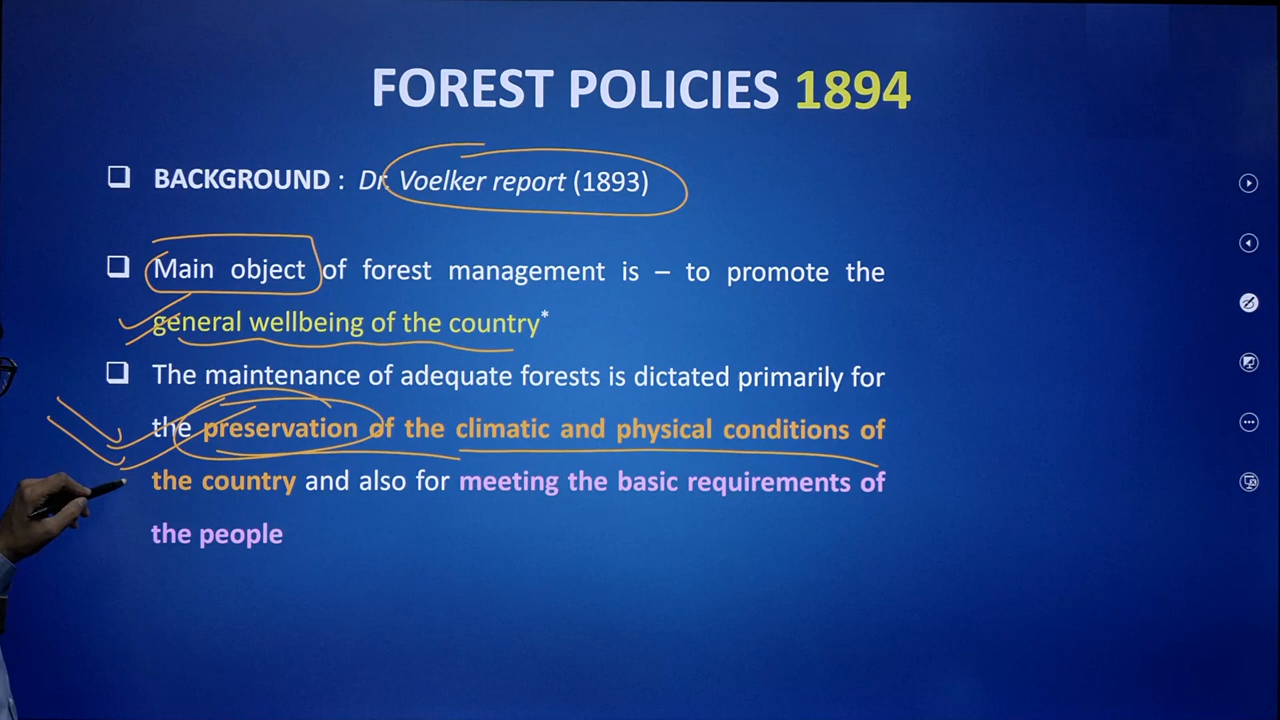 FOREST POLICIES 1894
❑ BACKGROUND : Dr. Voelker report (1893)
❑ Main object of forest management is – to promote the
general wellbeing of the country*
❑ The maintenance of adequate forests is dictated primarily for
the preservation of the climatic and physical conditions of
the country and also for meeting the basic requirements of
the people